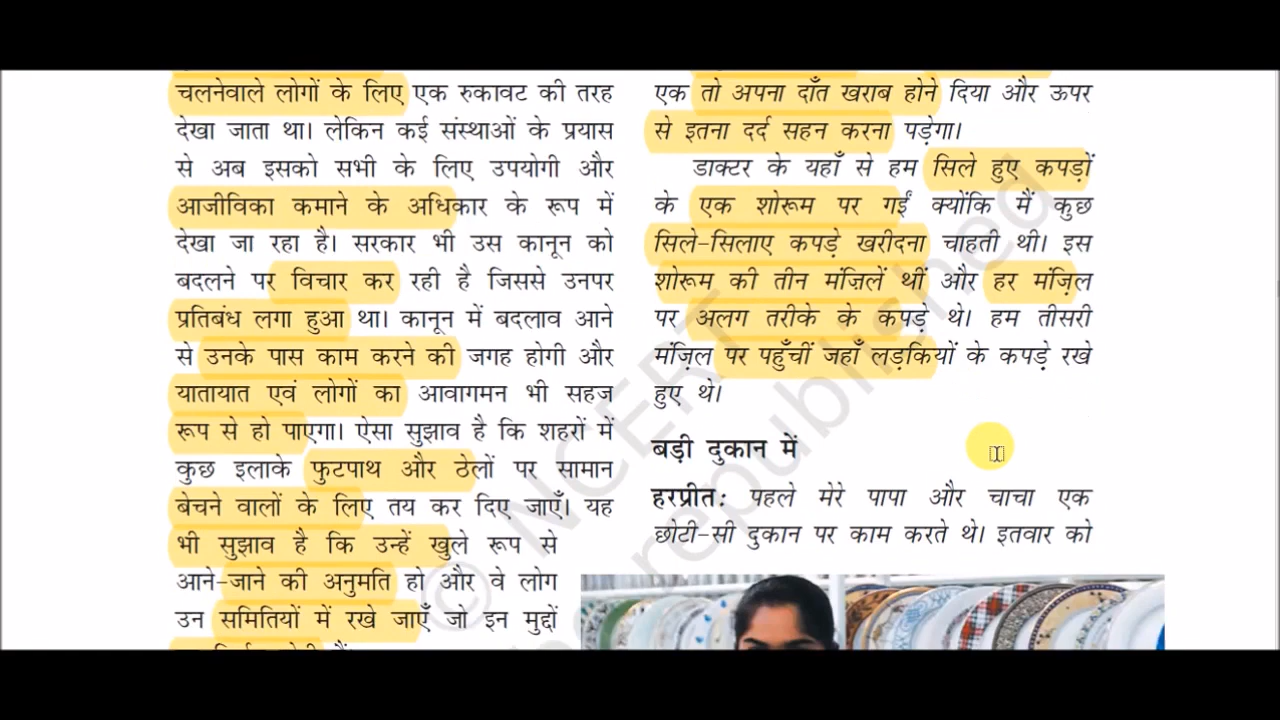 चलनेवाले लोगों के लिए एक रुकावट की तरह
देखा जाता था। लेकिन कई संस्थाओं के प्रयास
से अब इसको सभी के लिए उपयोगी और
आजीविका कमाने के अधिकार के रूप में
देखा जा रहा है। सरकार भी उस कानून को
बदलने पर विचार कर रही है जिससे उनपर
प्रतिबंध लगा हुआ था। कानून में बदलाव आने
से उनके पास काम करने की जगह होगी और
यातायात एवं लोगों का आवागमन भी सहज
रूप से हो पाएगा। ऐसा सुझाव है कि शहरों में
कुछ इलाके फुटपाथ और ठेलों पर सामान
बेचने वालों के लिए तय कर दिए जाएँ। यह
भी सुझाव है कि उन्हें खुले रूप से
आने-जाने की अनुमति हो और वे लोग
उन समितियों में रखे जाएँ जो इन मुद्दों
एक तो अपना दाँत खराब होने दिया और ऊपर
से इतना दर्द सहन करना पड़ेगा।
डाक्टर के यहाँ से हम सिले हुए कपड़ों
के एक शोरूम पर गईं क्योंकि मैं कुछ
सिले-सिलाए कपड़े खरीदना चाहती थी। इस
शोरूम की तीन मंज़िलें थीं और हर मंज़िल
पर अलग तरीके के कपड़े थे। हम तीसरी
मंज़िल पर पहुँचीं जहाँ लड़कियों के कपड़े रखे
हुए थे।
बड़ी दुकान में
हरप्रीत: पहले मेरे पापा और चाचा एक
छोटी-सी दुकान पर काम करते थे। इतवार को
© NCERT
republished